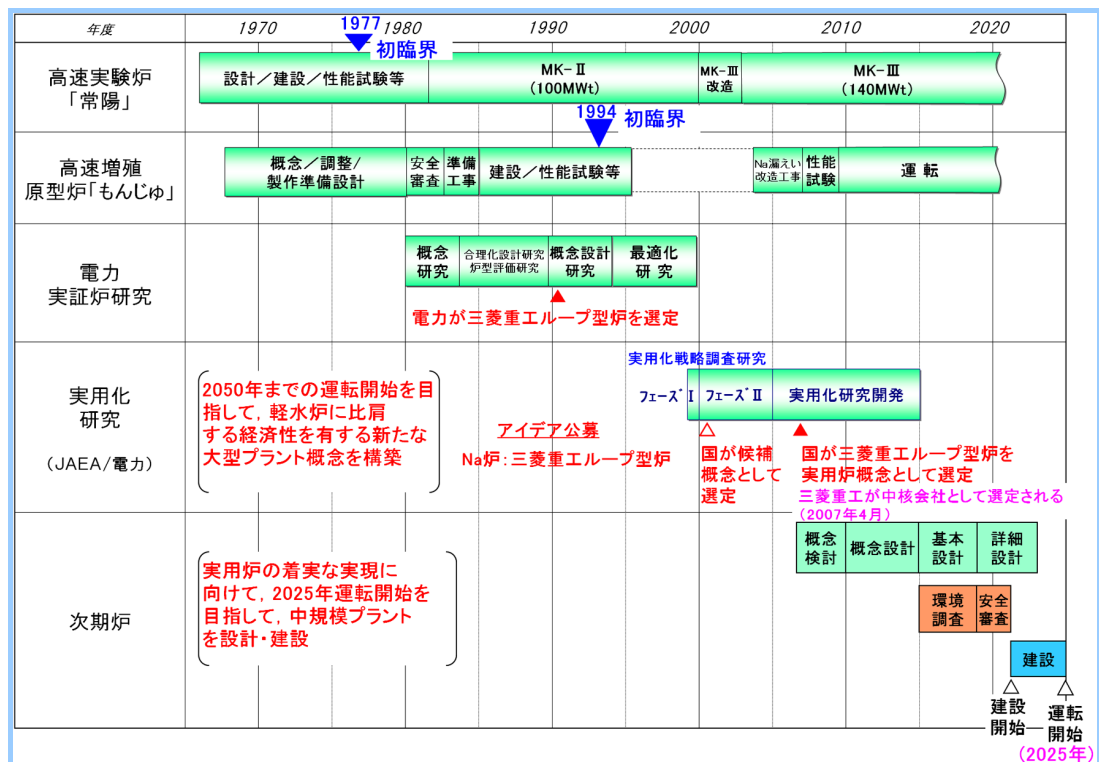 年度
1970
1980
1990
2000
2010
2020
1977
初臨界
高速実験炉
「常陽」
設計／建設／性能試験等
MK-Ⅱ
(100MWt)
MK-Ⅲ
改造
MK-Ⅲ
(140MWt)
1994
初臨界
高速増殖
原型炉「もんじゅ」
概念／調整/
製作準備設計
安全
審査
準備
工事
建設／性能試験等
Na漏えい
改造工事
性能
試験
運 転
電力
実証炉研究
概念
研究
合理化設計研究
炉型評価研究
概念設計
研究
最適化
研 究
電力が三菱重工ループ型炉を選定
実用化
研究
(JAEA/電力)
2050年までの運転開始を目
指して，軽水炉に比肩
する経済性を有する新たな
大型プラント概念を構築
アイデア公募
Na炉：三菱重工ループ型炉
実用化戦略調査研究
ﾌｪｰｽﾞⅠ
ﾌｪｰｽﾞⅡ
実用化研究開発
国が候補
概念として
選定
国が三菱重工ループ型炉を
実用炉概念として選定
三菱重工が中核会社として選定される
（2007年4月）
次期炉
実用炉の着実な実現に
向けて，2025年運転開始を
目指して，中規模プラント
を設計・建設
概念
検討
概念設計
基本
設計
詳細
設計
環境
調査
安全
審査
建設
建設
開始
運転
開始
(2025年)